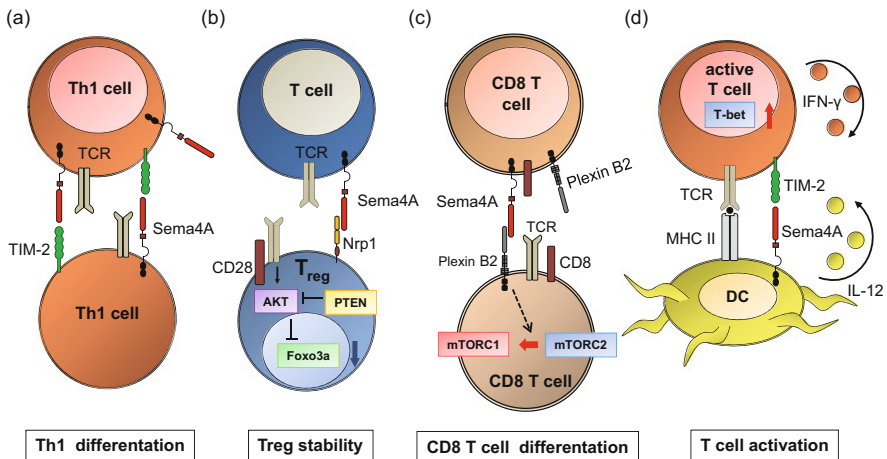 (a)
Th1 cell
TCR
TIM-2
Sema4A
Th1 cell
Th1 differentation
(b)
T cell
TCR
Sema4A
Nrp1
CD28
Treg
AKT
PTEN
Foxo3a
Treg stability
(c)
CD8 T
cell
Plexin B2
Sema4A
TCR
Plexin B2
CD8
mTORC1
mTORC2
CD8 T cell
CD8 T cell differentation
(d)
active
T cell
T-bet
IFN-γ
TCR
TIM-2
MHC II
Sema4A
IL-12
DC
T cell activation